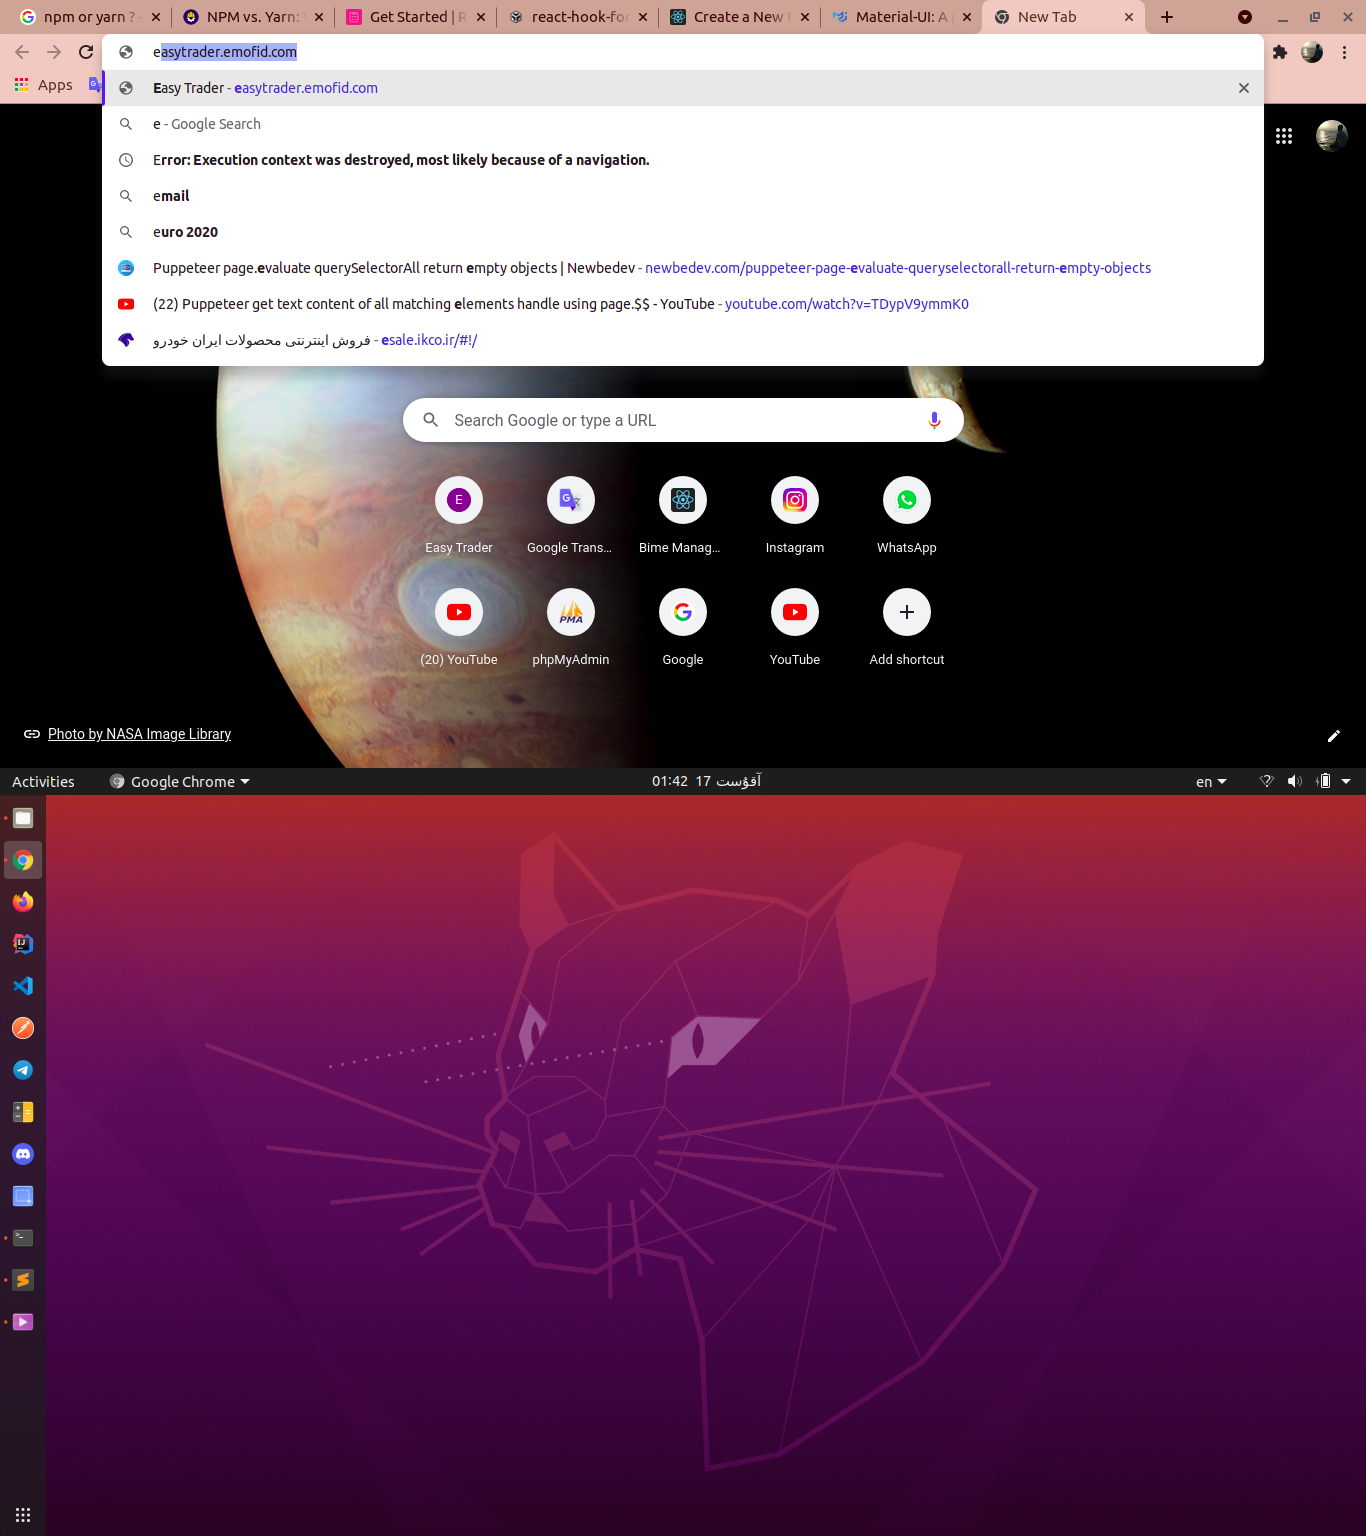 npm or yarn ? -
NPM vs. Yarn:
Get Started | R
react-hook-for
Create a New
Material-UI: A
New Tab
easytrader.emofid.com
Apps
Easy Trader - easytrader.emofid.com
e - Google Search
Error: Execution context was destroyed, most likely because of a navigation.
email
euro 2020
Puppeteer page.evaluate querySelectorAll return empty objects | Newbedev - newbedev.com/puppeteer-page-evaluate-queryselectorall-return-empty-objects
(22) Puppeteer get text content of all matching elements handle using page.$$ - YouTube - youtube.com/watch?v=TDypV9ymmK0
فروش اینترنتی محصولات ایران خودرو - esale.ikco.ir/#!/
Search Google or type a URL
E
Easy Trader
Google Trans...
Bime Manag...
Instagram
WhatsApp
PMA
(20) YouTube
phpMyAdmin
Google
YouTube
Add shortcut
Photo by NASA Image Library
Activities
Google Chrome
01:42 17 آقۇست
en